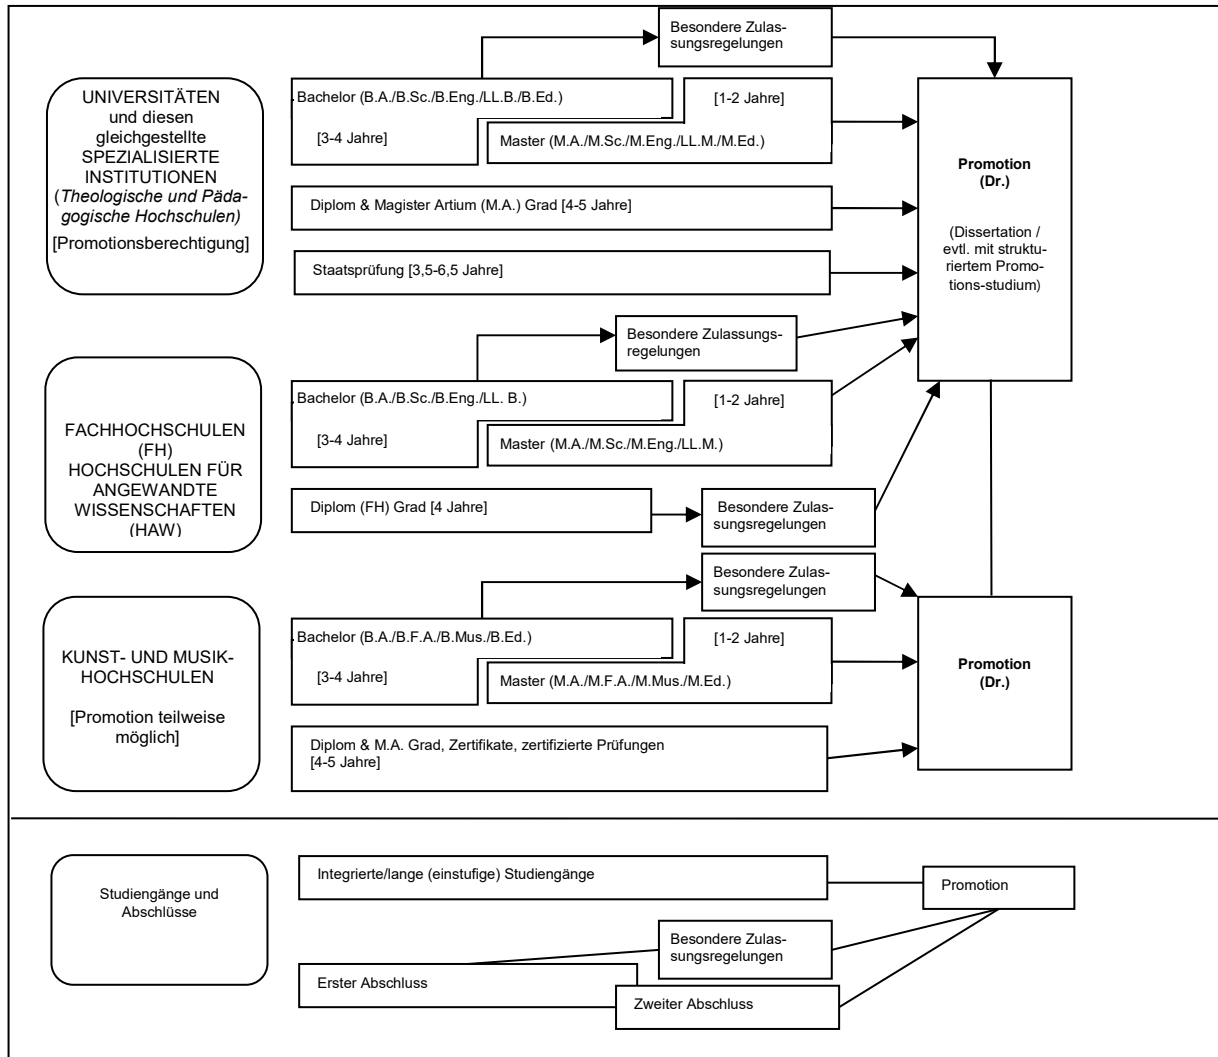 Besondere Zulas-
sungsregelungen
UNIVERSITÄTEN
und diesen
gleichgestellte
SPEZIALISIERTE
INSTITUTIONEN
(Theologische und Päda-
gogische Hochschulen)
[Promotionsberechtigung]
Bachelor (B.A./B.Sc./B.Eng./LL.B./B.Ed.)
[3-4 Jahre]
[1-2 Jahre]
Master (M.A./M.Sc./M.Eng./LL.M./M.Ed.)
Diplom & Magister Artium (M.A.) Grad [4-5 Jahre]
Staatsprüfung [3,5-6,5 Jahre]
Promotion
(Dr.)
(Dissertation /
evtl. mit struktu-
riertem Promo-
tions-studium)
FACHHOCHSCHULEN
(FH)
HOCHSCHULEN FÜR
ANGEWANDTE
WISSENSCHAFTEN
(HAW)
Besondere Zulassungs-
regelungen
Bachelor (B.A./B.Sc./B.Eng./LL. B.)
[3-4 Jahre]
[1-2 Jahre]
Master (M.A./M.Sc./M.Eng./LL.M.)
Diplom (FH) Grad [4 Jahre]
Besondere Zulas-
sungsregelungen
KUNST- UND MUSIK-
HOCHSCHULEN
[Promotion teilweise
möglich]
Besondere Zulas-
sungsregelungen
Bachelor (B.A./B.F.A./B.Mus./B.Ed.)
[3-4 Jahre]
[1-2 Jahre]
Master (M.A./M.F.A./M.Mus./M.Ed.)
Diplom & M.A. Grad, Zertifikate, zertifizierte Prüfungen
[4-5 Jahre]
Promotion
(Dr.)
Studiengänge und
Abschlüsse
Integrierte/lange (einstufige) Studiengänge
Promotion
Besondere Zulas-
sungsregelungen
Erster Abschluss
Zweiter Abschluss